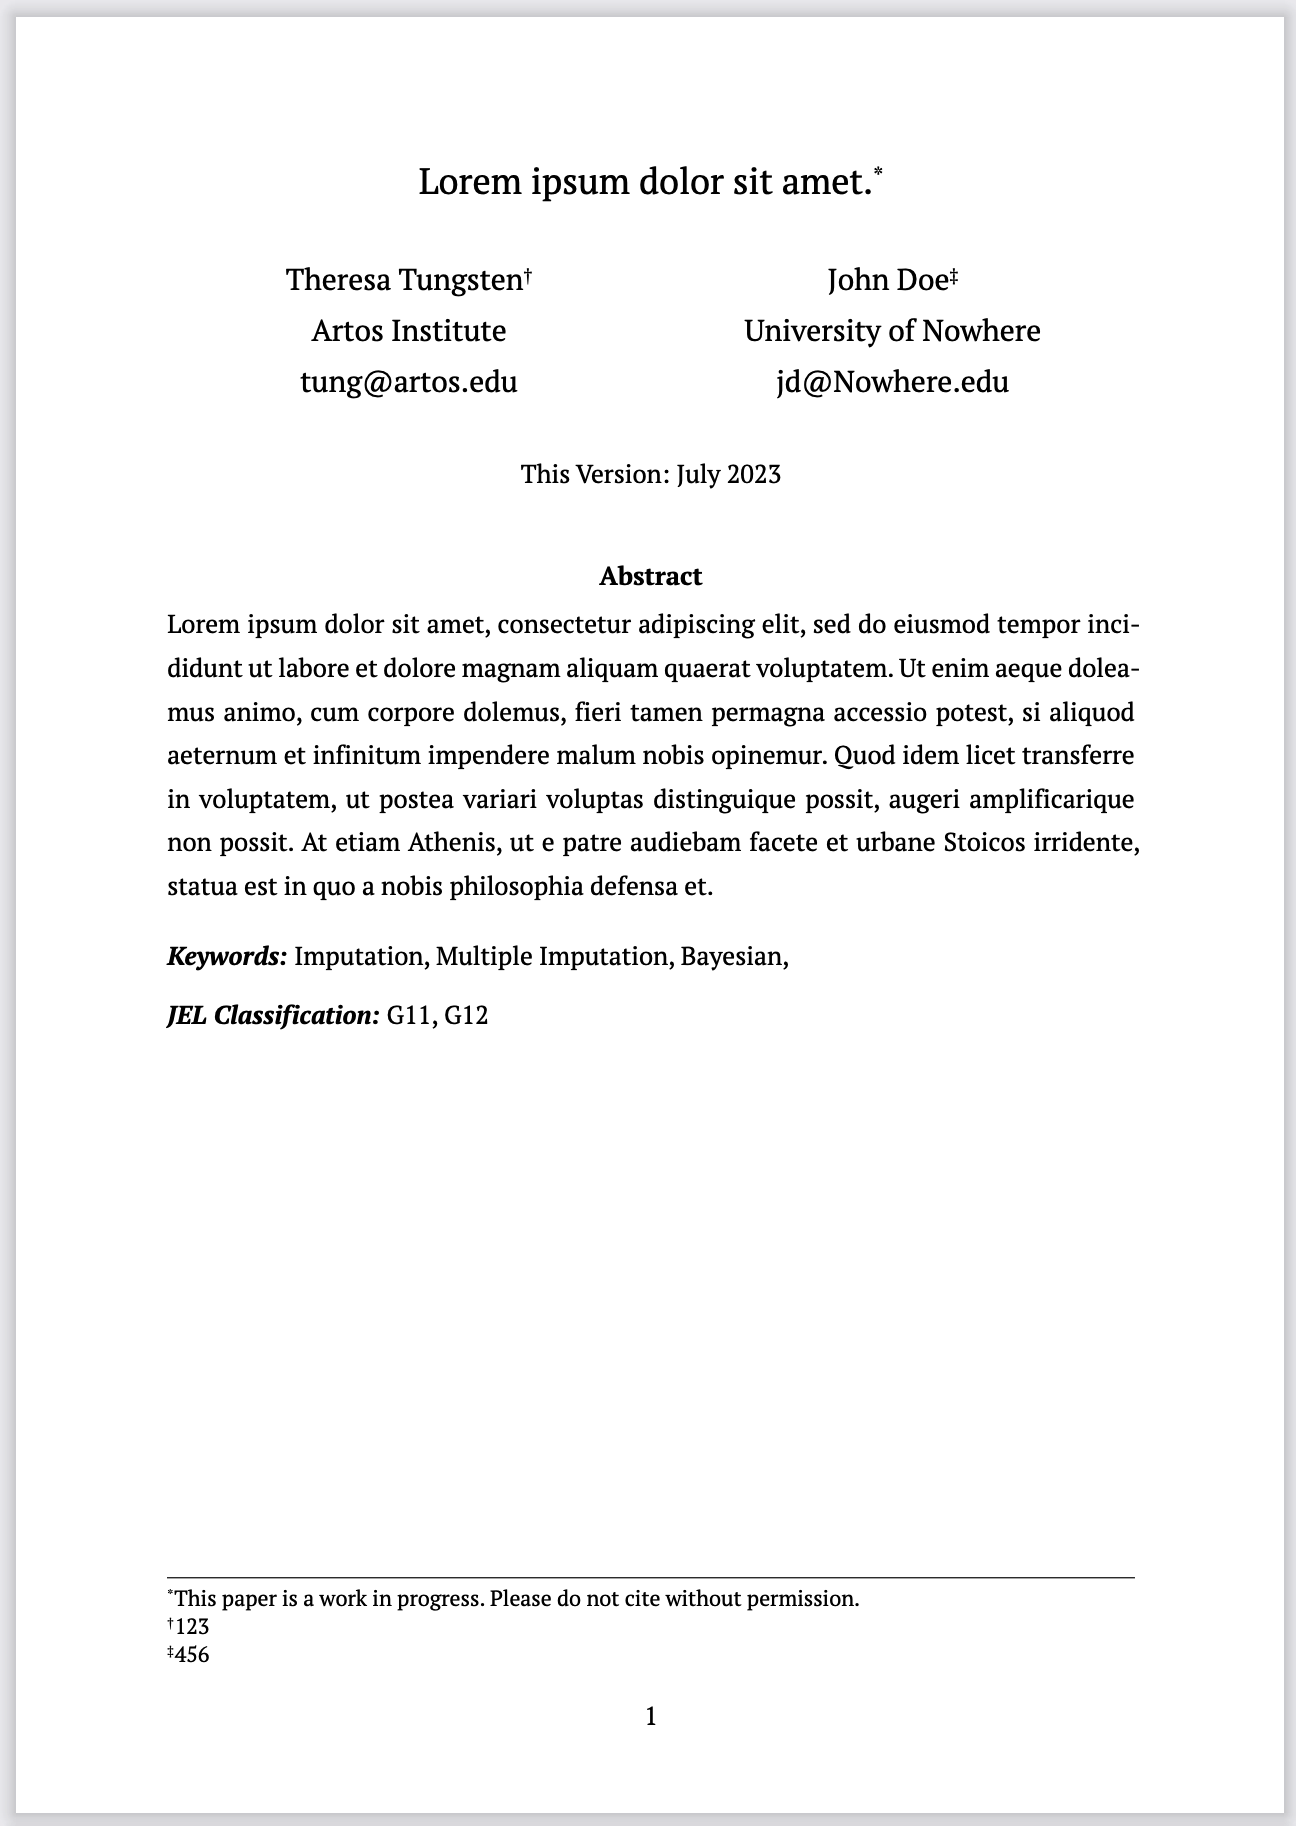 Lorem ipsum dolor sit amet.*
Theresa Tungsten†
Artos Institute
tung@artos.edu
John Doe‡
University of Nowhere
jd@Nowhere.edu
This Version: July 2023
Abstract
Lorem ipsum dolor sit amet, consectetur adipiscing elit, sed do eiusmod tempor inci-
didunt ut labore et dolore magnam aliquam quaerat voluptatem. Ut enim aeque dolea-
mus animo, cum corpore dolemus, fieri tamen permagna accessio potest, si aliquod
aeternum et infinitum impendere malum nobis opinemur. Quod idem licet transferre
in voluptatem, ut postea variari voluptas distinguique possit, augeri amplificarique
non possit. At etiam Athenis, ut e patre audiebam facete et urbane Stoicos irridente,
statua est in quo a nobis philosophia defensa et.
Keywords: Imputation, Multiple Imputation, Bayesian,
JEL Classification: G11, G12
*This paper is a work in progress. Please do not cite without permission.
†123
‡456
1